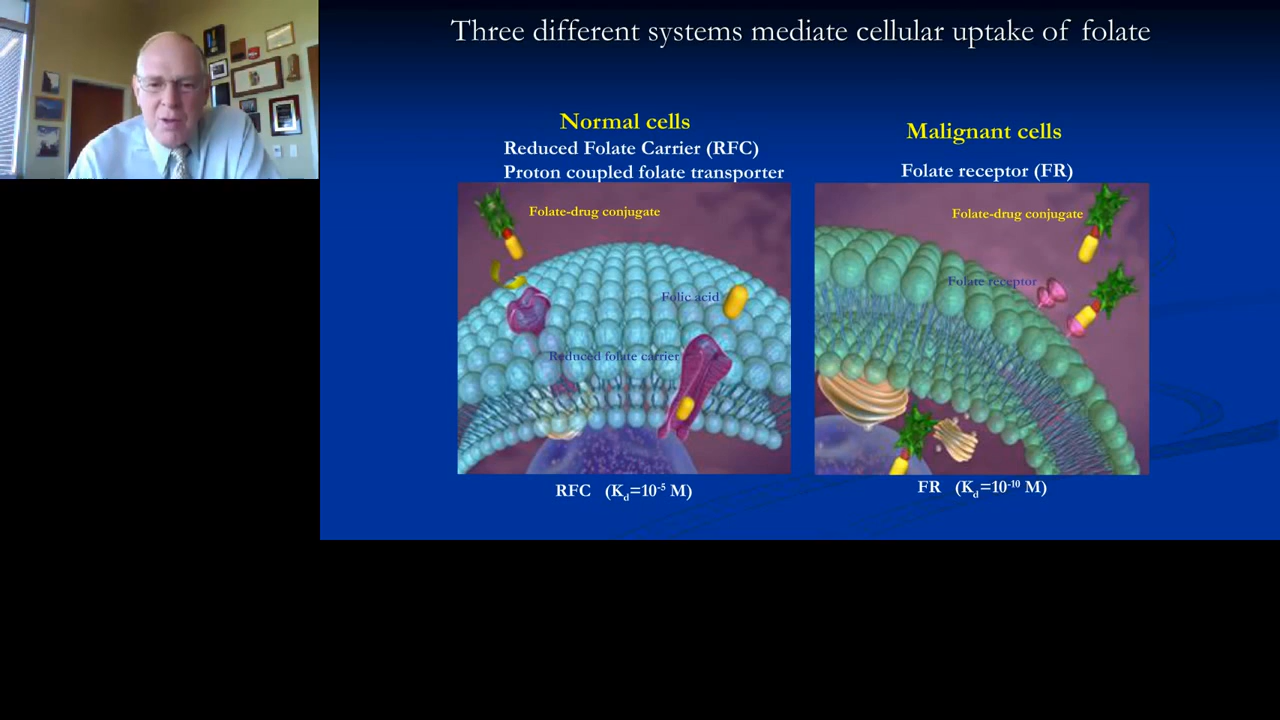 Three different systems mediate cellular uptake of folate
Normal cells
Reduced Folate Carrier (RFC)
Proton coupled folate transporter
Folate-drug conjugate
Folic acid
Reduced folate carrier
RFC (Kd=10-5 M)
Malignant cells
Folate receptor (FR)
Folate-drug conjugate
Folate receptor
FR (Kd=10-10 M)